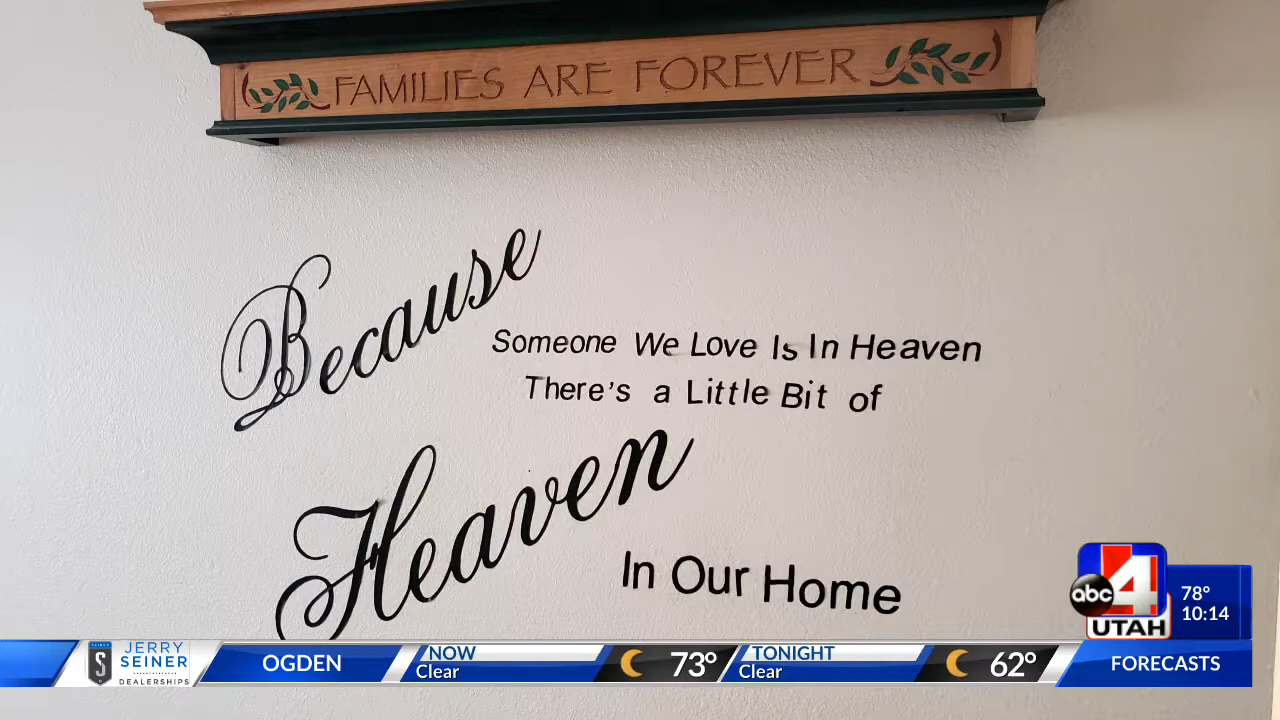 FAMILIES ARE FOREVER
Because
Someone We Love Is In Heaven
There's a Little Bit of
Heaven
In Our Home
abc 4
UTAH
78°
10:14
S
JERRY
SEINER
DEALERSHIPS
OGDEN
NOW
Clear
73°
TONIGHT
Clear
62°
FORECASTS